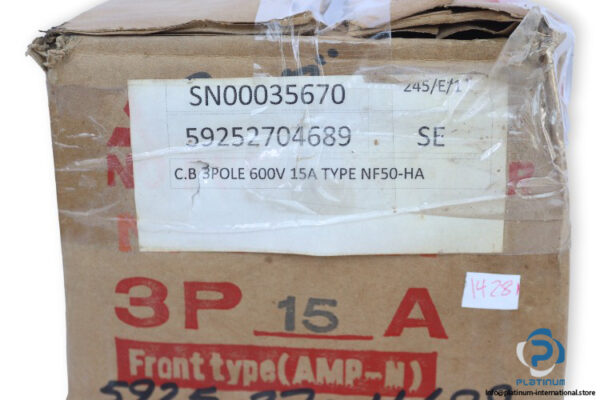 SN00035670
245/E/1
59252704689
SE
C.B 3POLE 600V 15A TYPE NF50-HA
3P 15 A
1428
Front type (AMP-N)
5925
PLATINUM
platinum-international.store